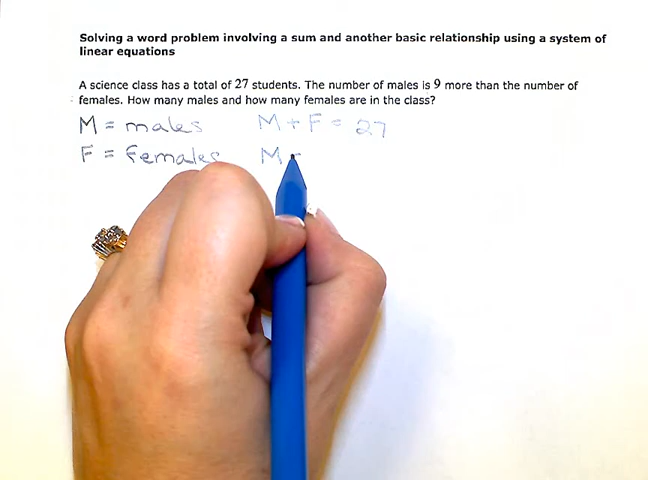 Solving a word problem involving a sum and another basic relationship using a system of
linear equations
A science class has a total of 27 students. The number of males is 9 more than the number of
females. How many males and how many females are in the class?
M = males
M + F = 27
F = females
M